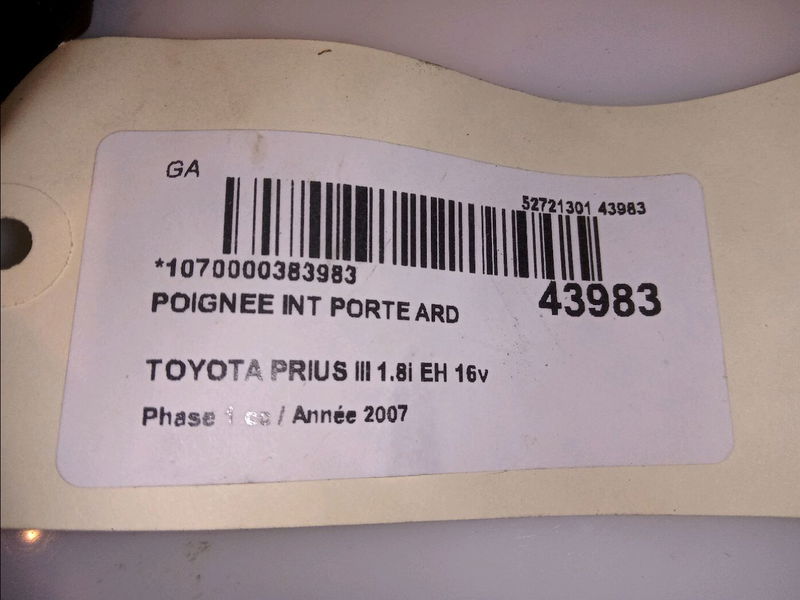 GA
52721301 43983
*1070000383983
43983
POIGNEE INT PORTE ARD
TOYOTA PRIUS III 1.8i EH 16v
Phase 1 / Année 2007